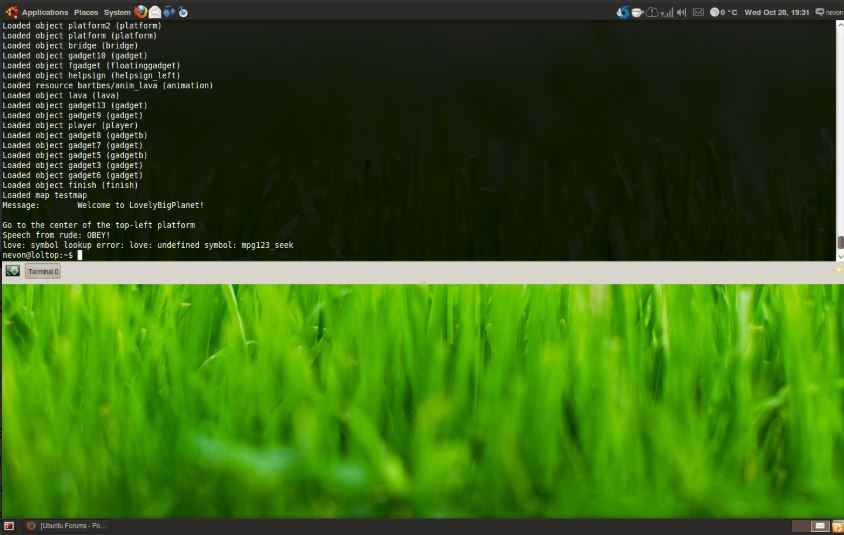 Applications Places System 0 °C Wed Oct 28, 19:31 nevon
Loaded object platform2 (platform)
Loaded object platform (platform)
Loaded object bridge (bridge)
Loaded object gadget10 (gadget)
Loaded object fgadget (floatinggadget)
Loaded object helpsign (helpsign_left)
Loaded resource bartbes/anim_lava (animation)
Loaded object lava (lava)
Loaded object gadget13 (gadget)
Loaded object gadget9 (gadget)
Loaded object player (player)
Loaded object gadget8 (gadgetb)
Loaded object gadget7 (gadget)
Loaded object gadget5 (gadgetb)
Loaded object gadget3 (gadget)
Loaded object gadget6 (gadget)
Loaded object finish (finish)
Loaded map testmap
Message: Welcome to LovelyBigPlanet!
Go to the center of the top-left platform
Speech from rude: OBEY!
love: symbol lookup error: love: undefined symbol: mpg123_seek
nevon@loltop:~$
Terminal 0
[Ubuntu Forums - Po...